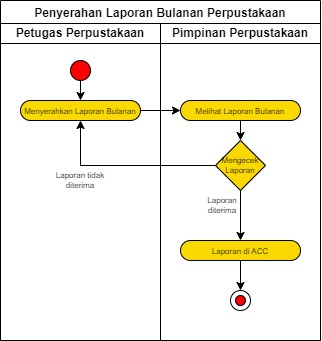 Penyerahan Laporan Bulanan Perpustakaan
Petugas Perpustakaan
Pimpinan Perpustakaan
Menyerahkan Laporan Bulanan
Melihat Laporan Bulanan
Mengecek
Laporan
Laporan tidak
diterima
Laporan
diterima
Laporan di ACC